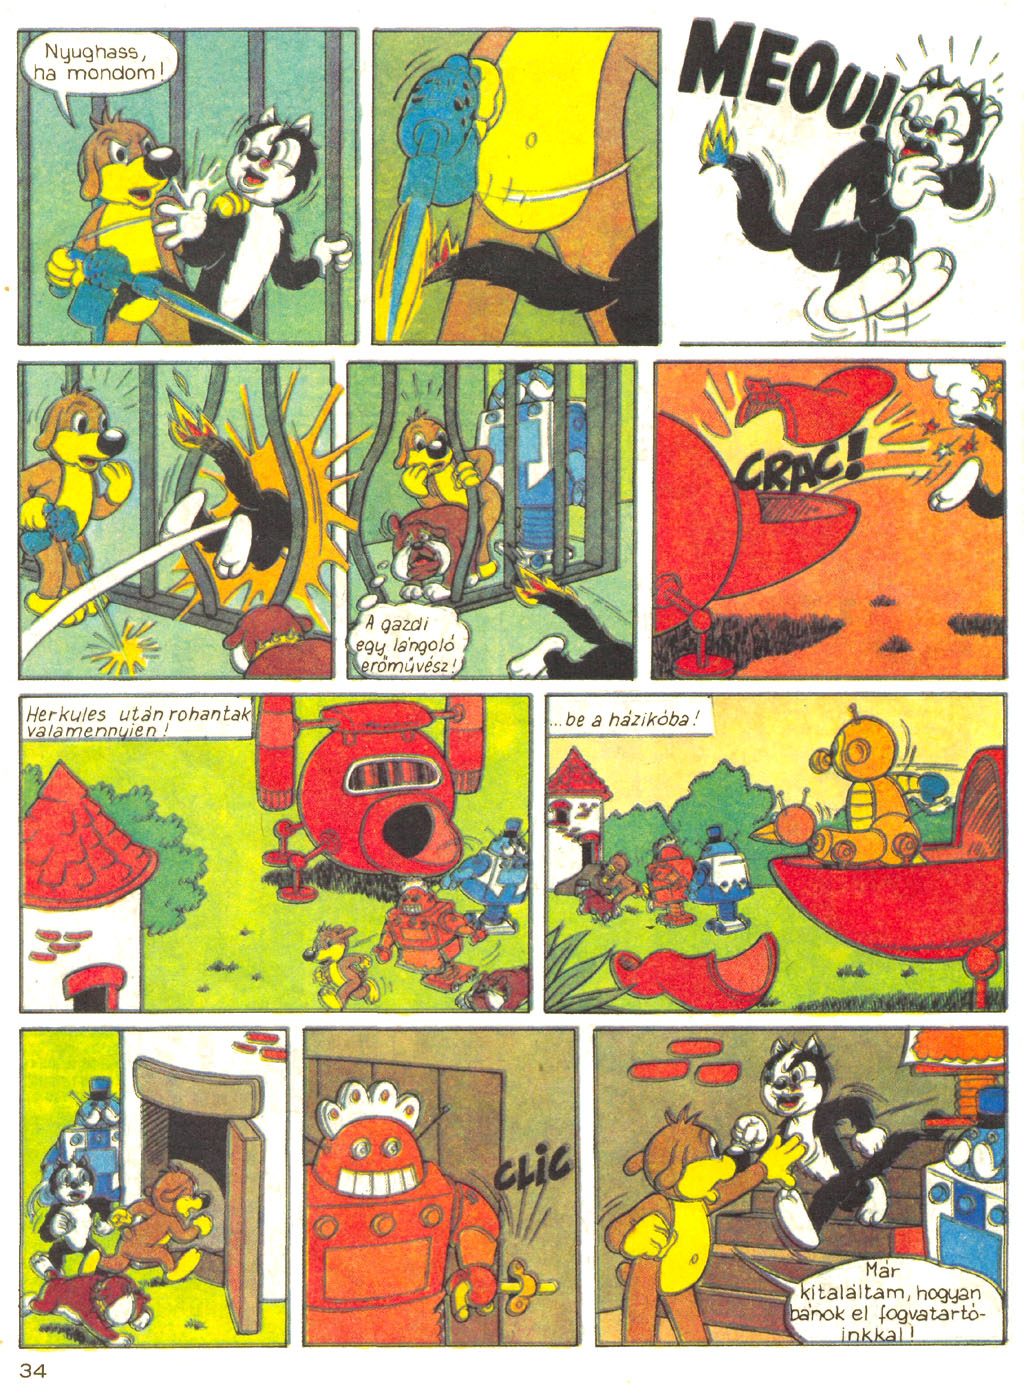 Nyughass,
ha mondom!
MEOU!
A gazdi
egy lángoló
erőművész!
CRAC!
Herkules után rohantak
valamennyien!
...be a házikóba!
CLIC
Már
kitaláltam, hogyan
bánok el fogvatartó-
inkkal!
34